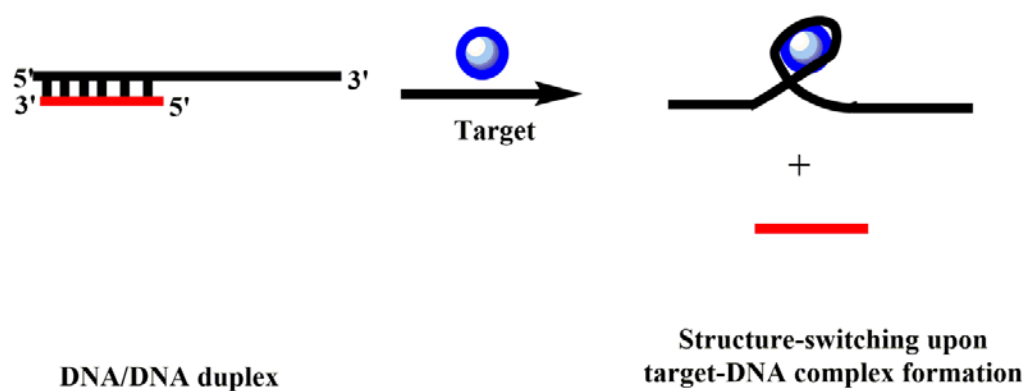 5' 3'
3' 5'
Target
+
Structure-switching upon
target-DNA complex formation
DNA/DNA duplex